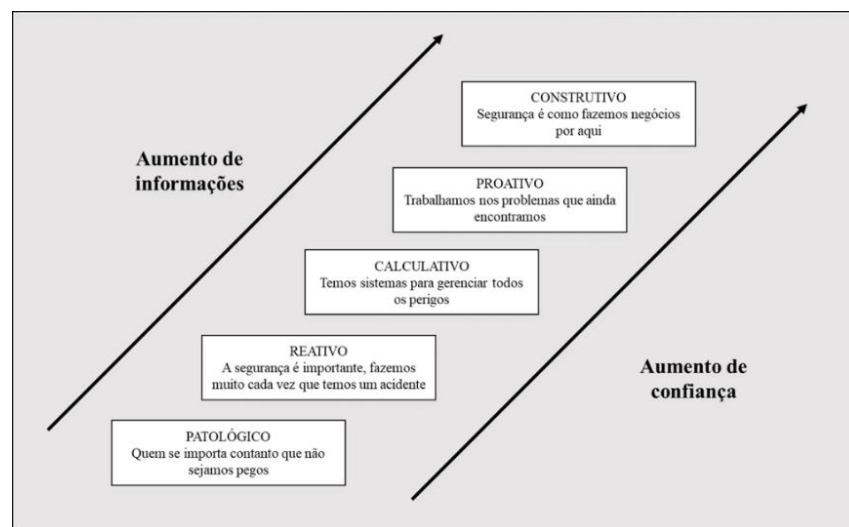 CONSTRUTIVO
Segurança é como fazemos negócios
por aqui
Aumento de
informações
PROATIVO
Trabalhamos nos problemas que ainda
encontramos
CALCULATIVO
Temos sistemas para gerenciar todos
os perigos
REATIVO
A segurança é importante, fazemos
muito cada vez que temos um acidente
Aumento de
confiança
PATOLÓGICO
Quem se importa contanto que não
sejamos pegos